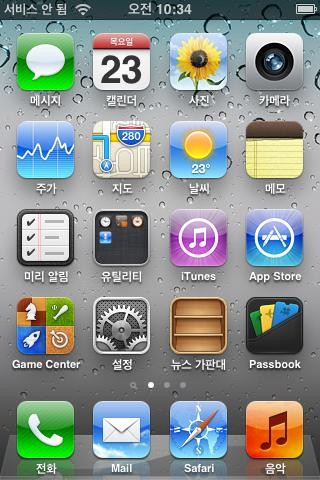 서비스 안 됨 오전 10:34
목요일
23 280 23°
메시지 캘린더 사진 카메라
주가 지도 날씨 메모
미리 알림 유틸리티 iTunes App Store
Game Center 설정 뉴스 가판대 Passbook
전화 Mail Safari 음악